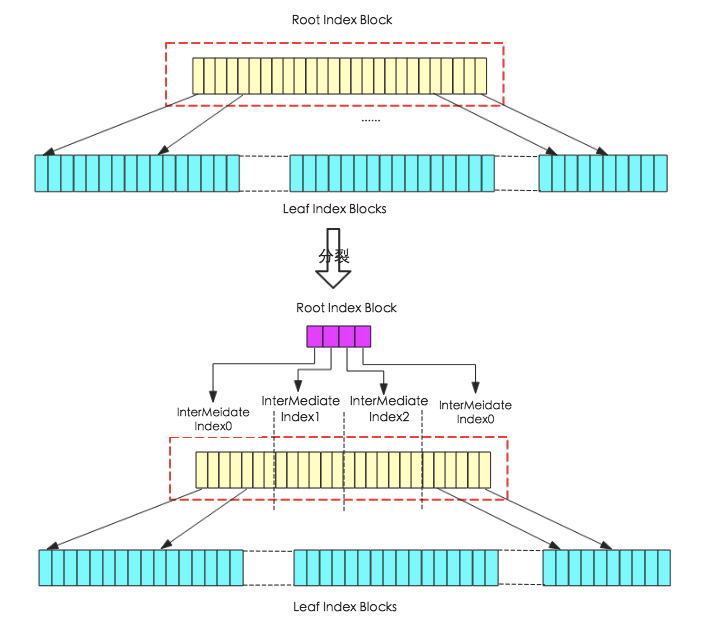 Root Index Block
......
Leaf Index Blocks
分裂
Root Index Block
InterMeidate
Index0
InterMediate
Index1
InterMediate
Index2
InterMeidate
Index0
Leaf Index Blocks